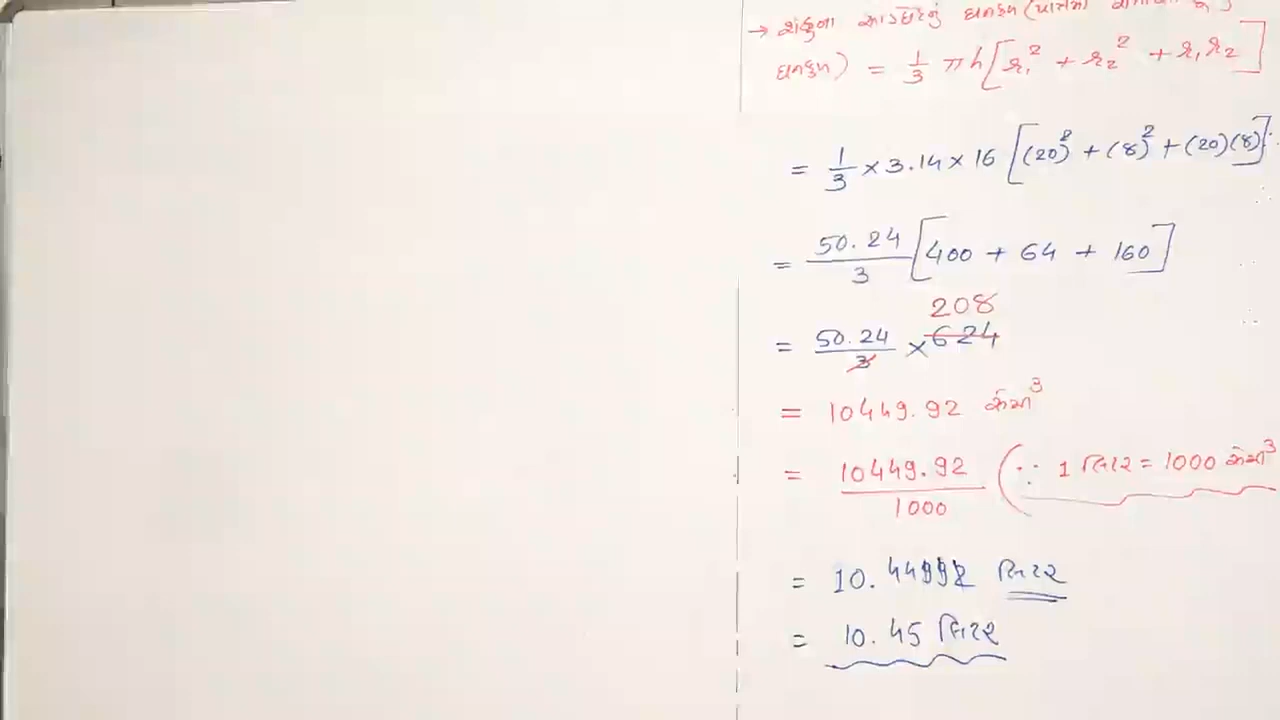 → શંકુના આડછેદનું ઘનફળ (પાત્રમાં
ઘનફળ) = 1/3 πh[r₁² + r₂² + r₁r₂]
= 1/3 × 3.14 × 16 [(20)² + (8)² + (20)(8)]
= 50.24/3 [400 + 64 + 160]
208
= 50.24/3 × 624
= 10449.92 સેમી³
= 10449.92/1000 (∵ 1 લિટર = 1000 સેમી³
= 10.44992 લિટર
= 10.45 લિટર